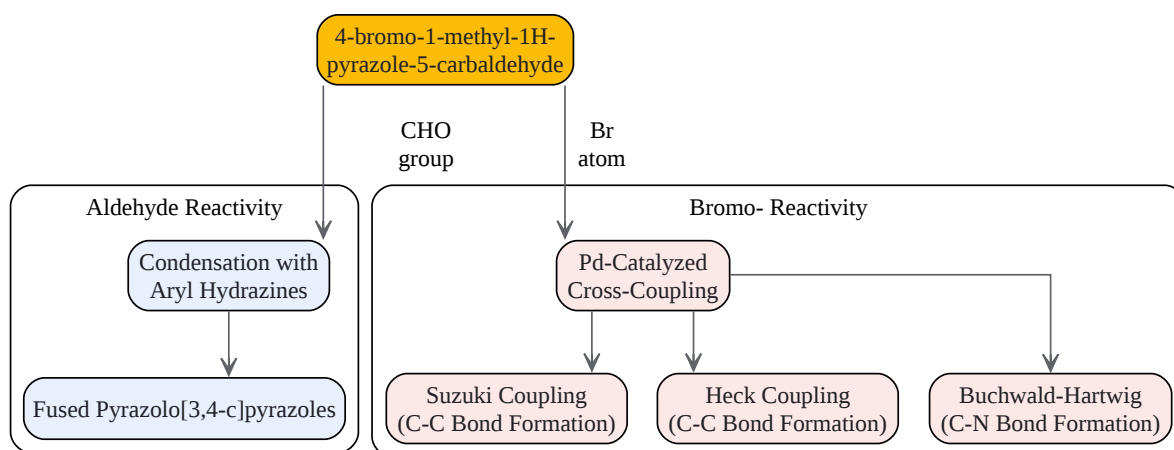 4-bromo-1-methyl-1H-
pyrazole-5-carbaldehyde
CHO
group
Br
atom
Aldehyde Reactivity
Condensation with
Aryl Hydrazines
Fused Pyrazolo[3,4-c]pyrazoles
Bromo- Reactivity
Pd-Catalyzed
Cross-Coupling
Suzuki Coupling
(C-C Bond Formation)
Heck Coupling
(C-C Bond Formation)
Buchwald-Hartwig
(C-N Bond Formation)